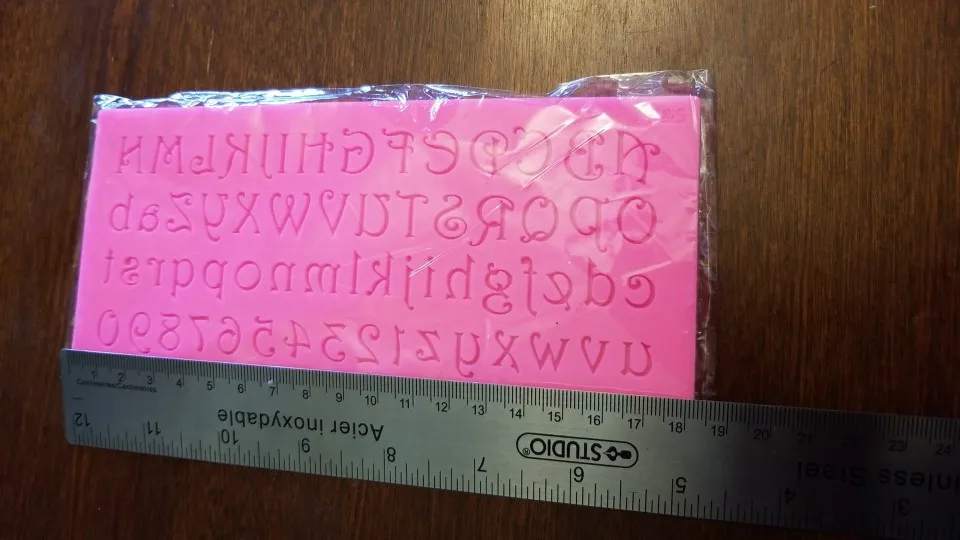 ABCDEFGHIJKLMN
OPQRSTUVWXYZab
cdefghijklmnopqrst
uvwxyz1234567890
1 2 3 4 5 6 7 8 9 10 11 12 13 14 15 16 17 18 19 20 21 22 23 24
inless Steel STUDIO® Acier inoxydable
3 4 5 6 7 8 9 10 11 12